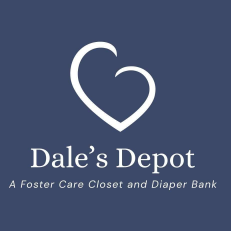 Dale’s Depot
A Foster Care Closet and Diaper Bank